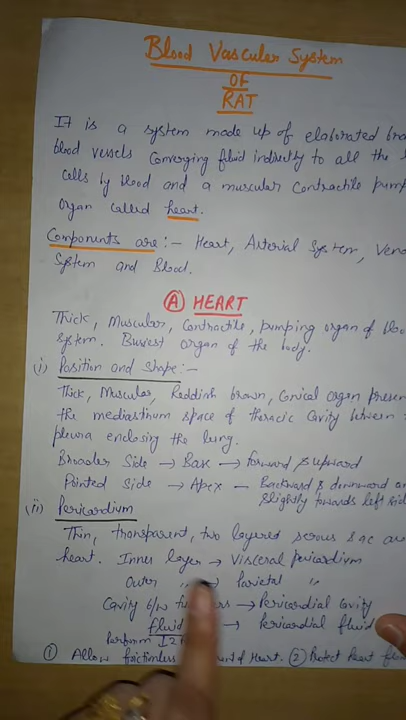 Blood Vascular System
OF
RAT
It is a system made up of elaborated
blood vessels converging fluid indirectly to all the
cells by blood and a muscular contractile pump
organ called heart.
Components are :- Heart, Arterial System,
System and Blood.
(A) HEART
Thick, Muscular, Contractile, pumping organ of
System. Busiest organ of the body.
(i) Position and Shape :-
Thick, Muscular, Reddish brown, Conical organ
the mediastinum space of thoracic Cavity
pleura enclosing the lung.
Broader Side → Base → forward & upward
Pointed Side → Apex – Backward & downward
Slightly towards left
(ii) Pericardium
Thin, transparent, two layered serous sac
heart. Inner layer → Visceral pericardium
Outer " → Parietal "
Cavity b/w → Pericardial Cavity
fluid → Pericardial fluid
Perform
① Allow frictionless of Heart. ② Protect heart